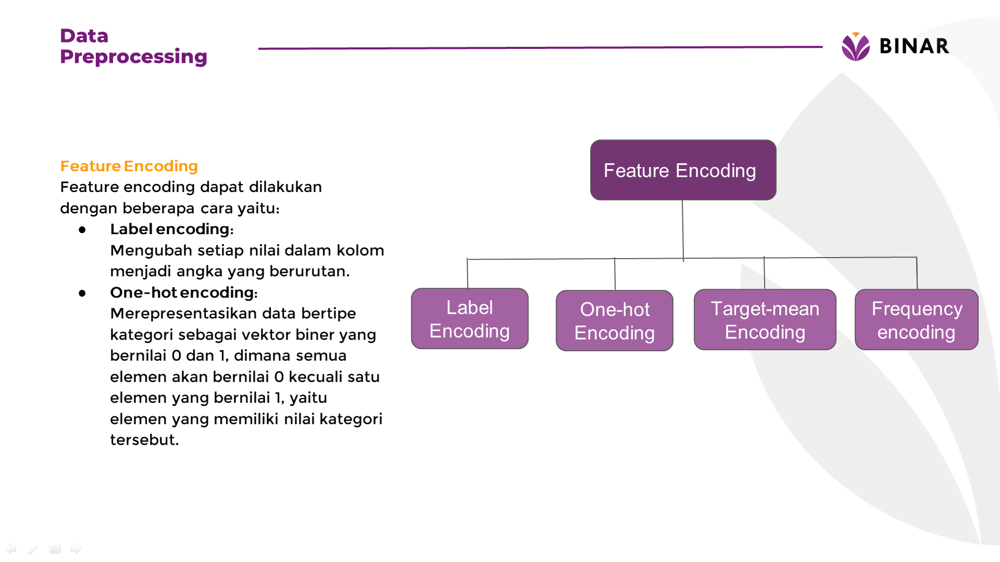 Data
Preprocessing
BINAR
Feature Encoding
Feature encoding dapat dilakukan
dengan beberapa cara yaitu:
● Label encoding:
Mengubah setiap nilai dalam kolom
menjadi angka yang berurutan.
● One-hot encoding:
Merepresentasikan data bertipe
kategori sebagai vektor biner yang
bernilai 0 dan 1, dimana semua
elemen akan bernilai 0 kecuali satu
elemen yang bernilai 1, yaitu
elemen yang memiliki nilai kategori
tersebut.
Feature Encoding
Label
Encoding
One-hot
Encoding
Target-mean
Encoding
Frequency
encoding